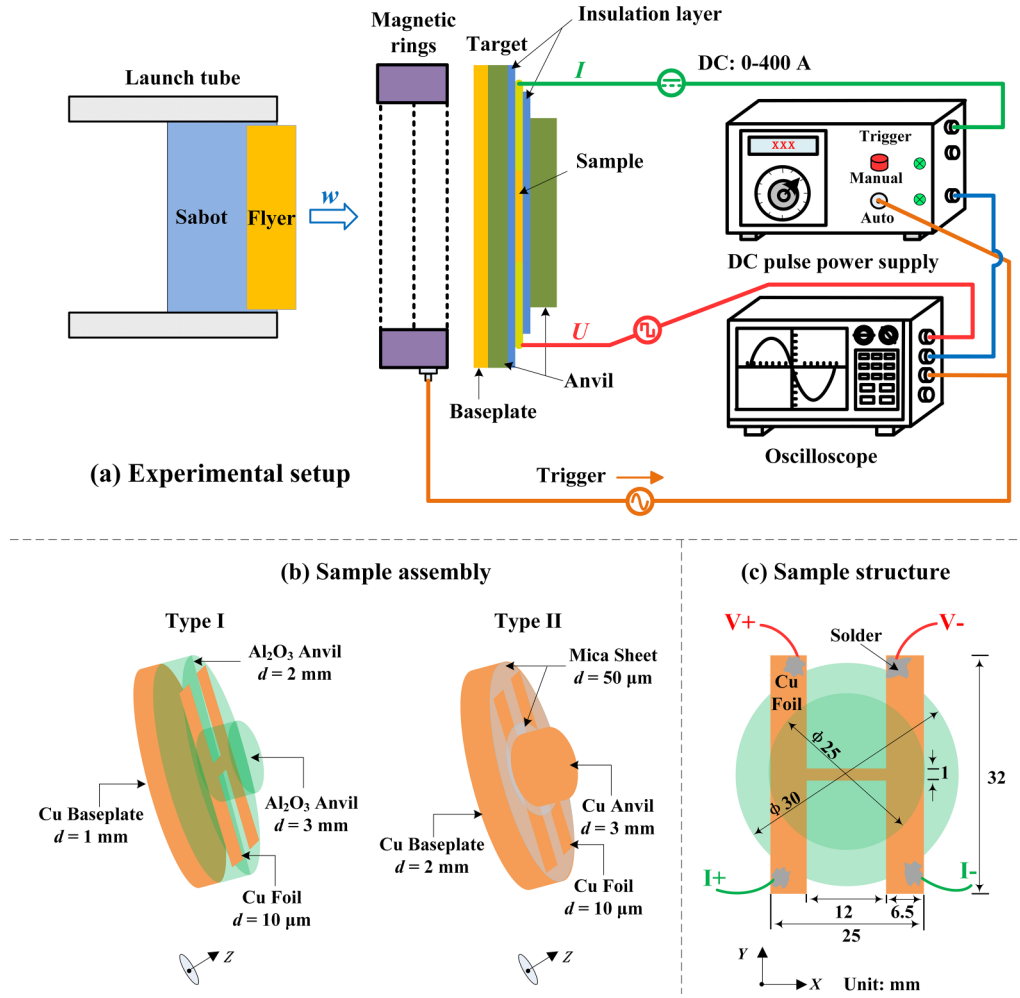 Insulation layer
Magnetic
rings
Target
I
DC: 0-400 A
Launch tube
Trigger
XXX
Manual
Auto
Sample
w
Sabot
Flyer
DC pulse power supply
U
Anvil
Baseplate
Oscilloscope
(a) Experimental setup
Trigger
(b) Sample assembly
Type I
Al₂O₃ Anvil
d = 2 mm
Cu Baseplate
d = 1 mm
Al₂O₃ Anvil
d = 3 mm
Cu Foil
d = 10 μm
Z
Type II
Mica Sheet
d = 50 μm
Cu Anvil
d = 3 mm
Cu Baseplate
d = 2 mm
Cu Foil
d = 10 μm
Z
(c) Sample structure
V+
V-
Solder
Cu
Foil
ϕ 25
ϕ 30
1
32
I+
I-
12
6.5
25
Y
X
Unit: mm